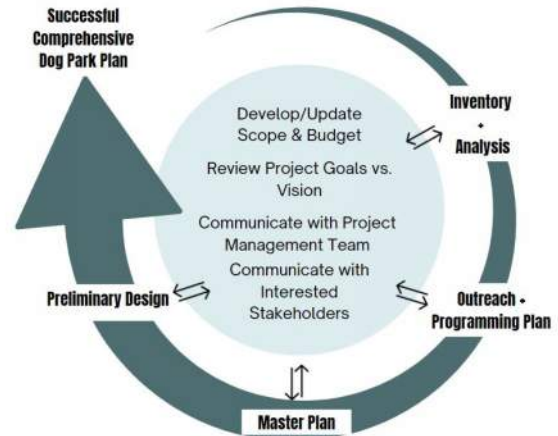 Successful
Comprehensive
Dog Park Plan
Inventory
+
Analysis
Develop/Update
Scope & Budget
Review Project Goals vs.
Vision
Communicate with Project
Management Team
Communicate with
Interested
Stakeholders
Preliminary Design
Outreach +
Programming Plan
Master Plan